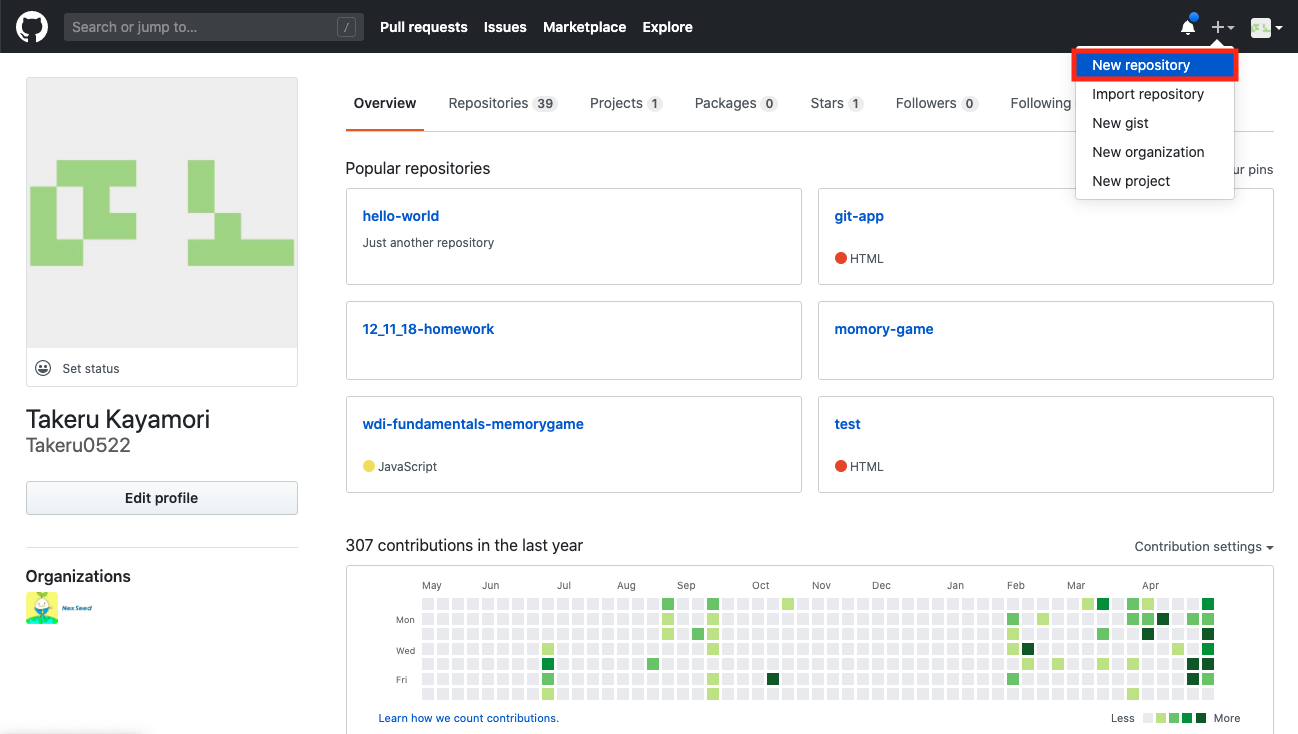 Search or jump to... / Pull requests Issues Marketplace Explore
New repository
Import repository
New gist
New organization
New project
Overview Repositories 39 Projects 1 Packages 0 Stars 1 Followers 0 Following
Popular repositories ur pins
hello-world
Just another repository
git-app
HTML
12_11_18-homework
momory-game
wdi-fundamentals-memorygame
JavaScript
test
HTML
Set status
Takeru Kayamori
Takeru0522
Edit profile
Organizations
Nex Seed
307 contributions in the last year Contribution settings
May Jun Jul Aug Sep Oct Nov Dec Jan Feb Mar Apr
Mon
Wed
Fri
Learn how we count contributions. Less More